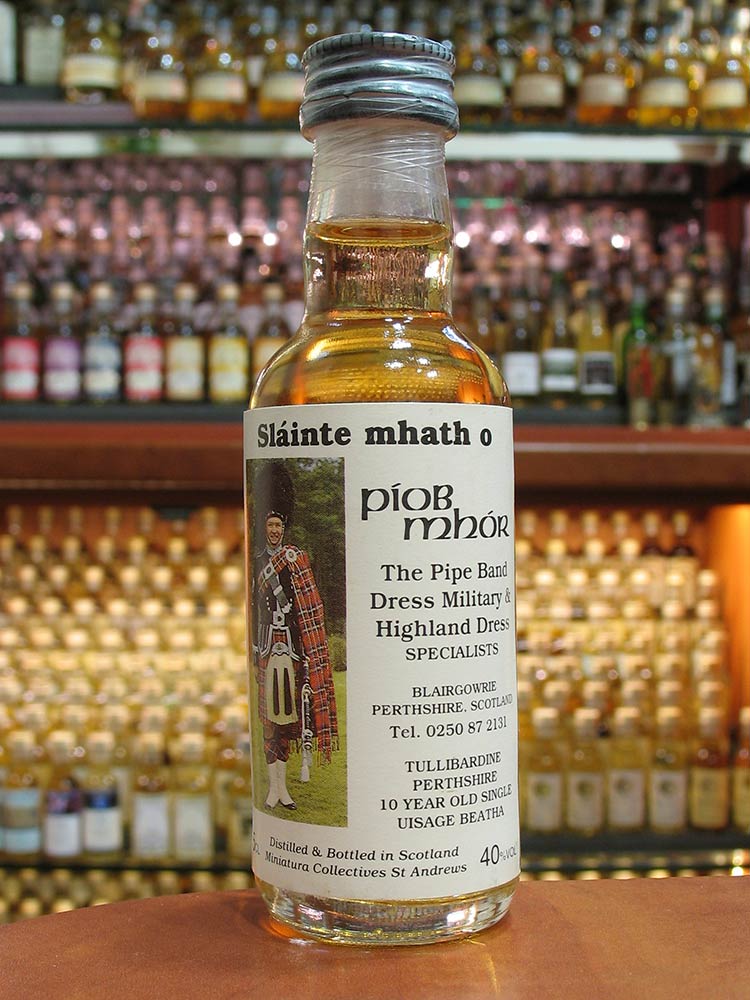 Sláinte mhath o
píob
mhór
The Pipe Band
Dress Military &
Highland Dress
SPECIALISTS
BLAIRGOWRIE
PERTHSHIRE, SCOTLAND
Tel. 0250 87 2131
TULLIBARDINE
PERTHSHIRE
10 YEAR OLD SINGLE
UISAGE BEATHA
Distilled & Bottled in Scotland
Miniatura Collectives St Andrews
40%VOL